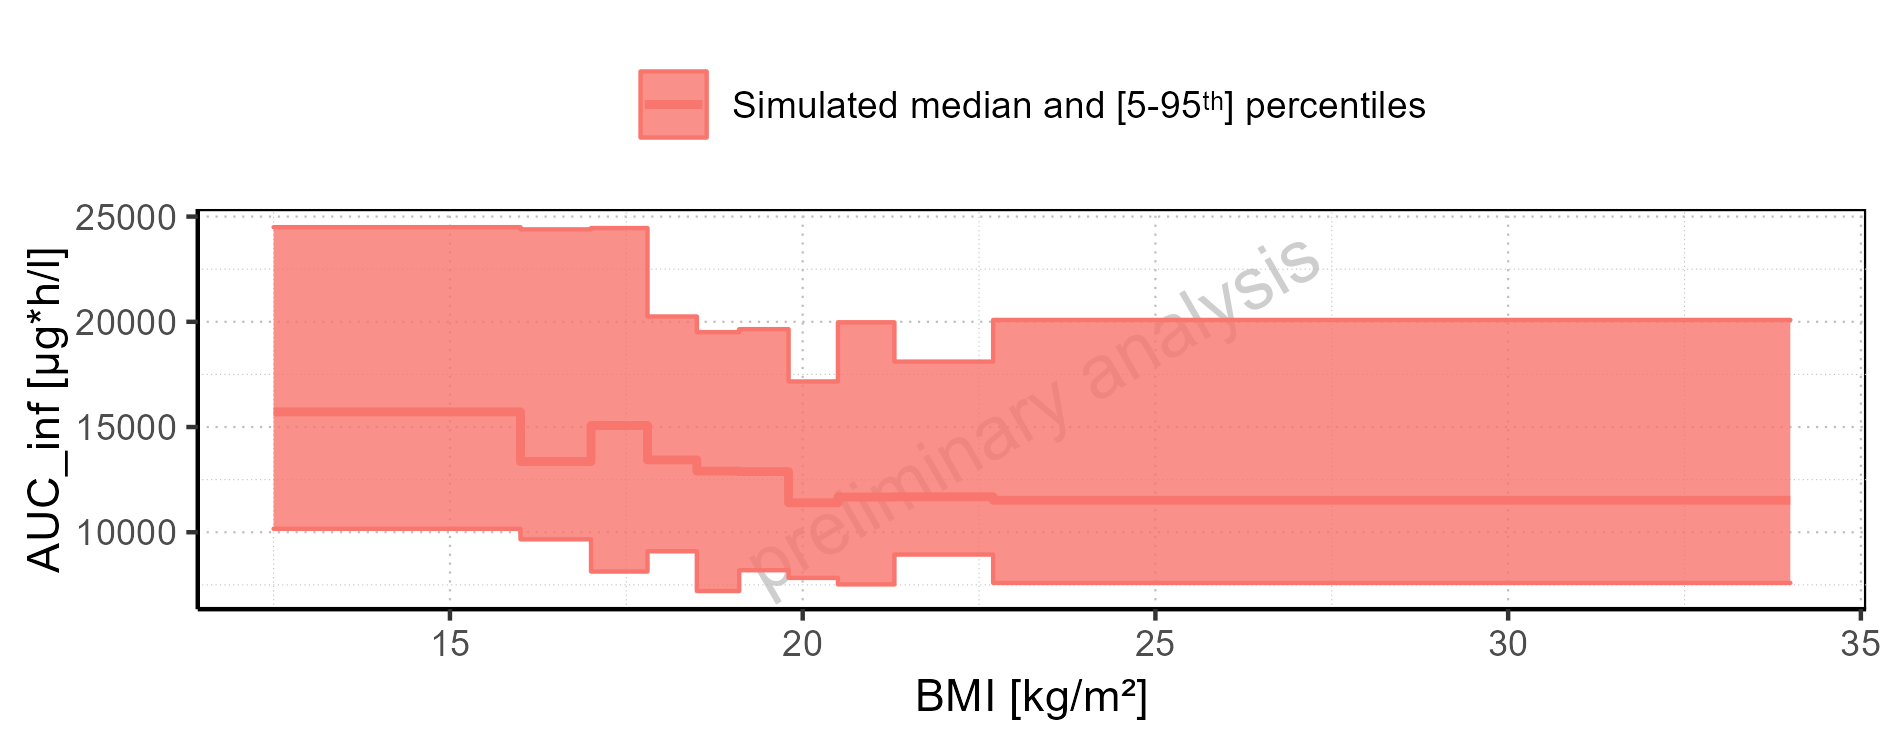 Simulated median and [5-95ᵗʰ] percentiles
25000
20000
15000
10000
AUC_inf [µg*h/l]
preliminary analysis
15 20 25 30 35
BMI [kg/m²]